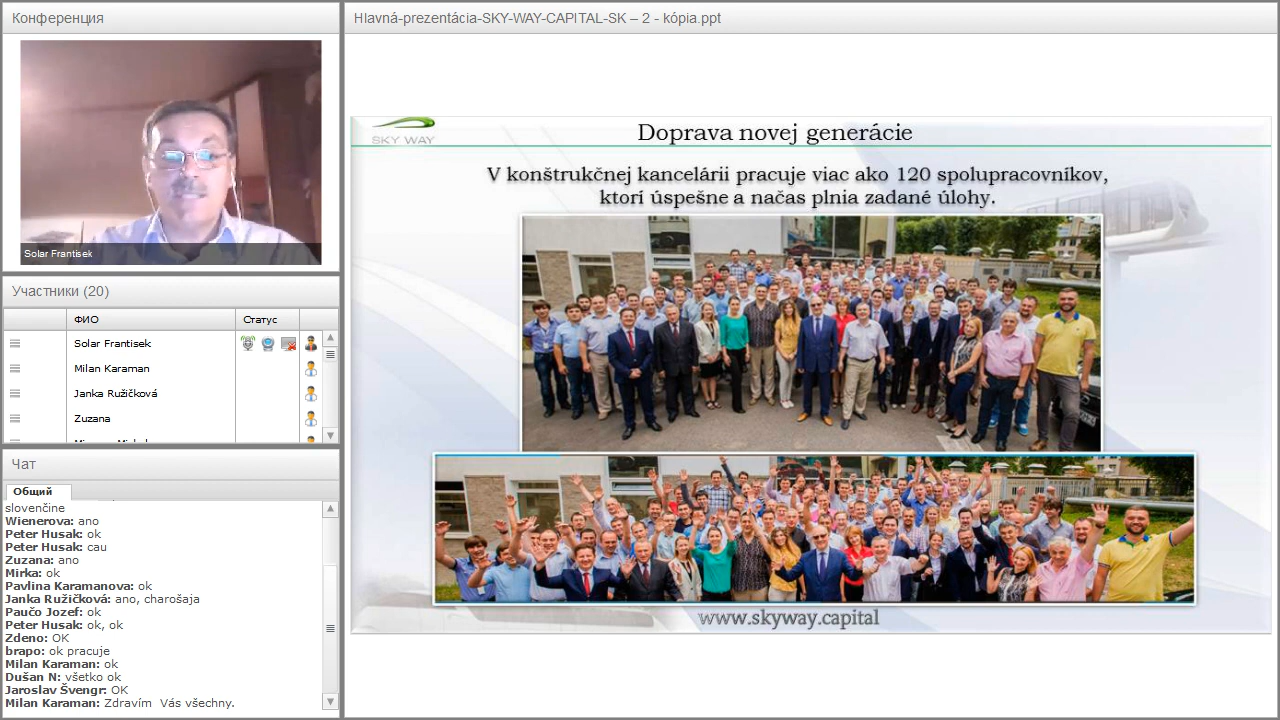 Конференция
Solar Frantisek
Участники (20)
ФИО
Статус
Solar Frantisek
Milan Karaman
Janka Ružičková
Zuzana
Чат
Общий
slovenčine
Wienerova: ano
Peter Husak: ok
Peter Husak: cau
Zuzana: ano
Mirka: ok
Pavlina Karamanova: ok
Janka Ružičková: ano, charošaja
Paučo Jozef: ok
Peter Husak: ok, ok
Zdeno: OK
brapo: ok pracuje
Milan Karaman: ok
Dušan N: všetko ok
Jaroslav Švengr: OK
Milan Karaman: Zdravím Vás všechny.
Hlavná-prezentácia-SKY-WAY-CAPITAL-SK – 2 - kópia.ppt
SKY WAY
Doprava novej generácie
V konštrukčnej kancelárii pracuje viac ako 120 spolupracovníkov,
ktorí úspešne a načas plnia zadané úlohy.
www.skyway.capital